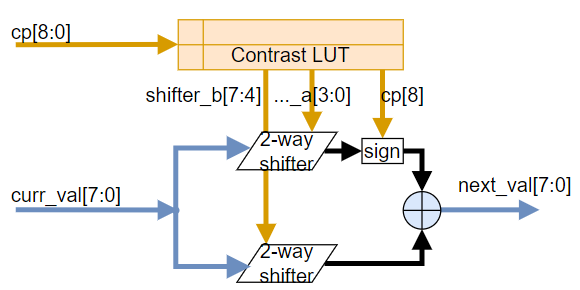 cp[8:0]
Contrast LUT
shifter_b[7:4] ..._a[3:0] cp[8]
2-way
shifter
sign
curr_val[7:0]
next_val[7:0]
2-way
shifter